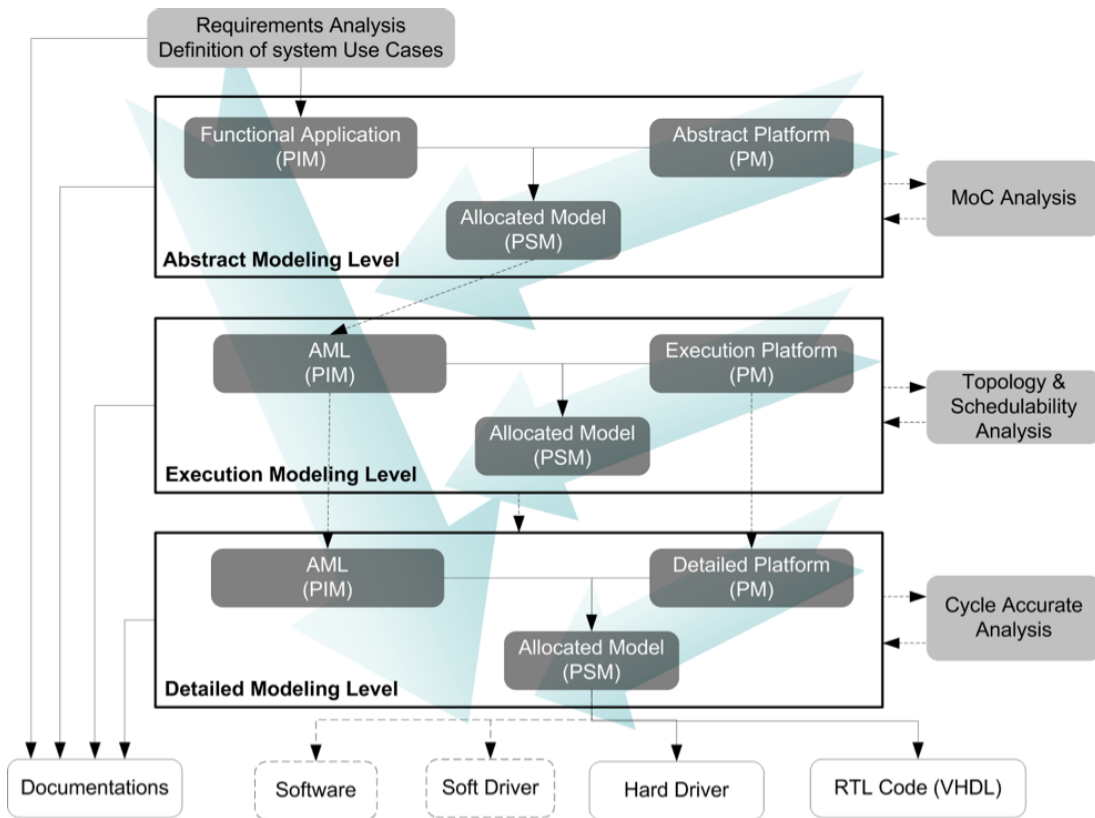 Requirements Analysis
Definition of system Use Cases
Functional Application
(PIM)
Abstract Platform
(PM)
MoC Analysis
Allocated Model
(PSM)
Abstract Modeling Level
AML
(PIM)
Execution Platform
(PM)
Topology &
Schedulability
Analysis
Allocated Model
(PSM)
Execution Modeling Level
AML
(PIM)
Detailed Platform
(PM)
Cycle Accurate
Analysis
Allocated Model
(PSM)
Detailed Modeling Level
Documentations
Software
Soft Driver
Hard Driver
RTL Code (VHDL)